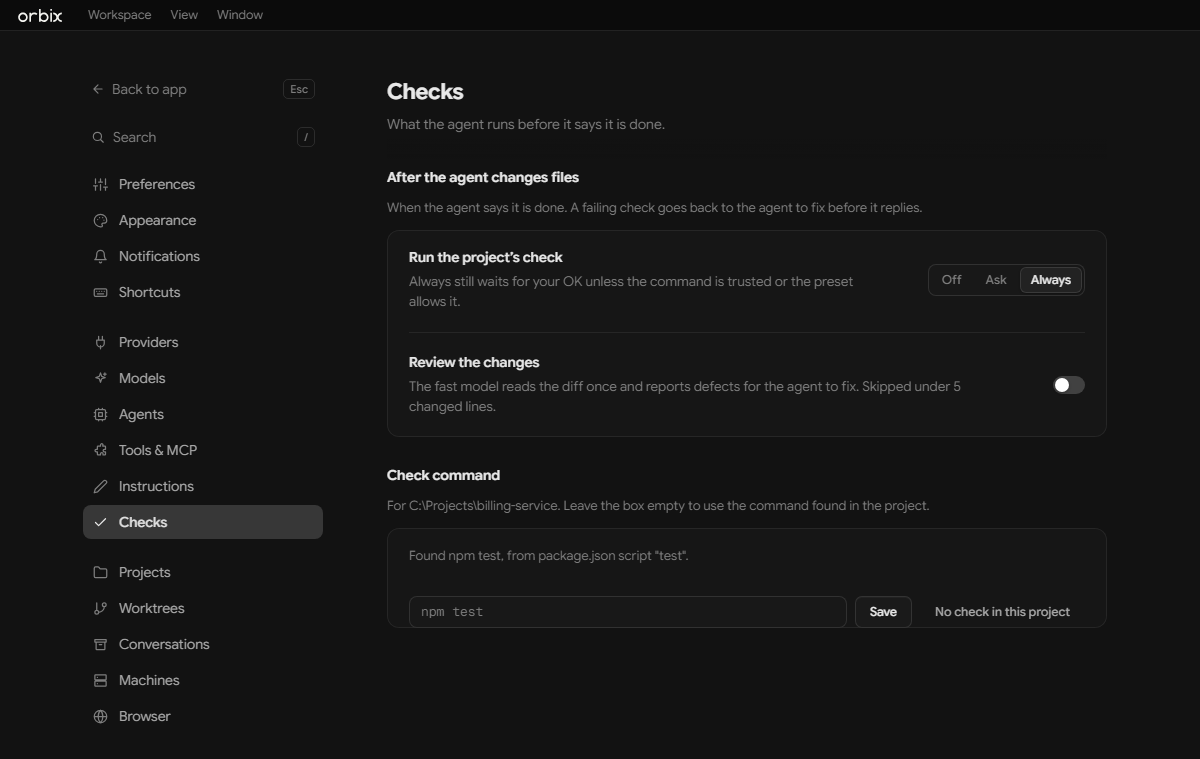 orbix Workspace View Window
Back to app Esc
Search /
Preferences
Appearance
Notifications
Shortcuts
Providers
Models
Agents
Tools & MCP
Instructions
Checks
Projects
Worktrees
Conversations
Machines
Browser
Checks
What the agent runs before it says it is done.
After the agent changes files
When the agent says it is done. A failing check goes back to the agent to fix before it replies.
Run the project's check
Always still waits for your OK unless the command is trusted or the preset
allows it.
Off Ask Always
Review the changes
The fast model reads the diff once and reports defects for the agent to fix. Skipped under 5
changed lines.
Check command
For C:\Projects\billing-service. Leave the box empty to use the command found in the project.
Found npm test, from package.json script "test".
npm test Save No check in this project